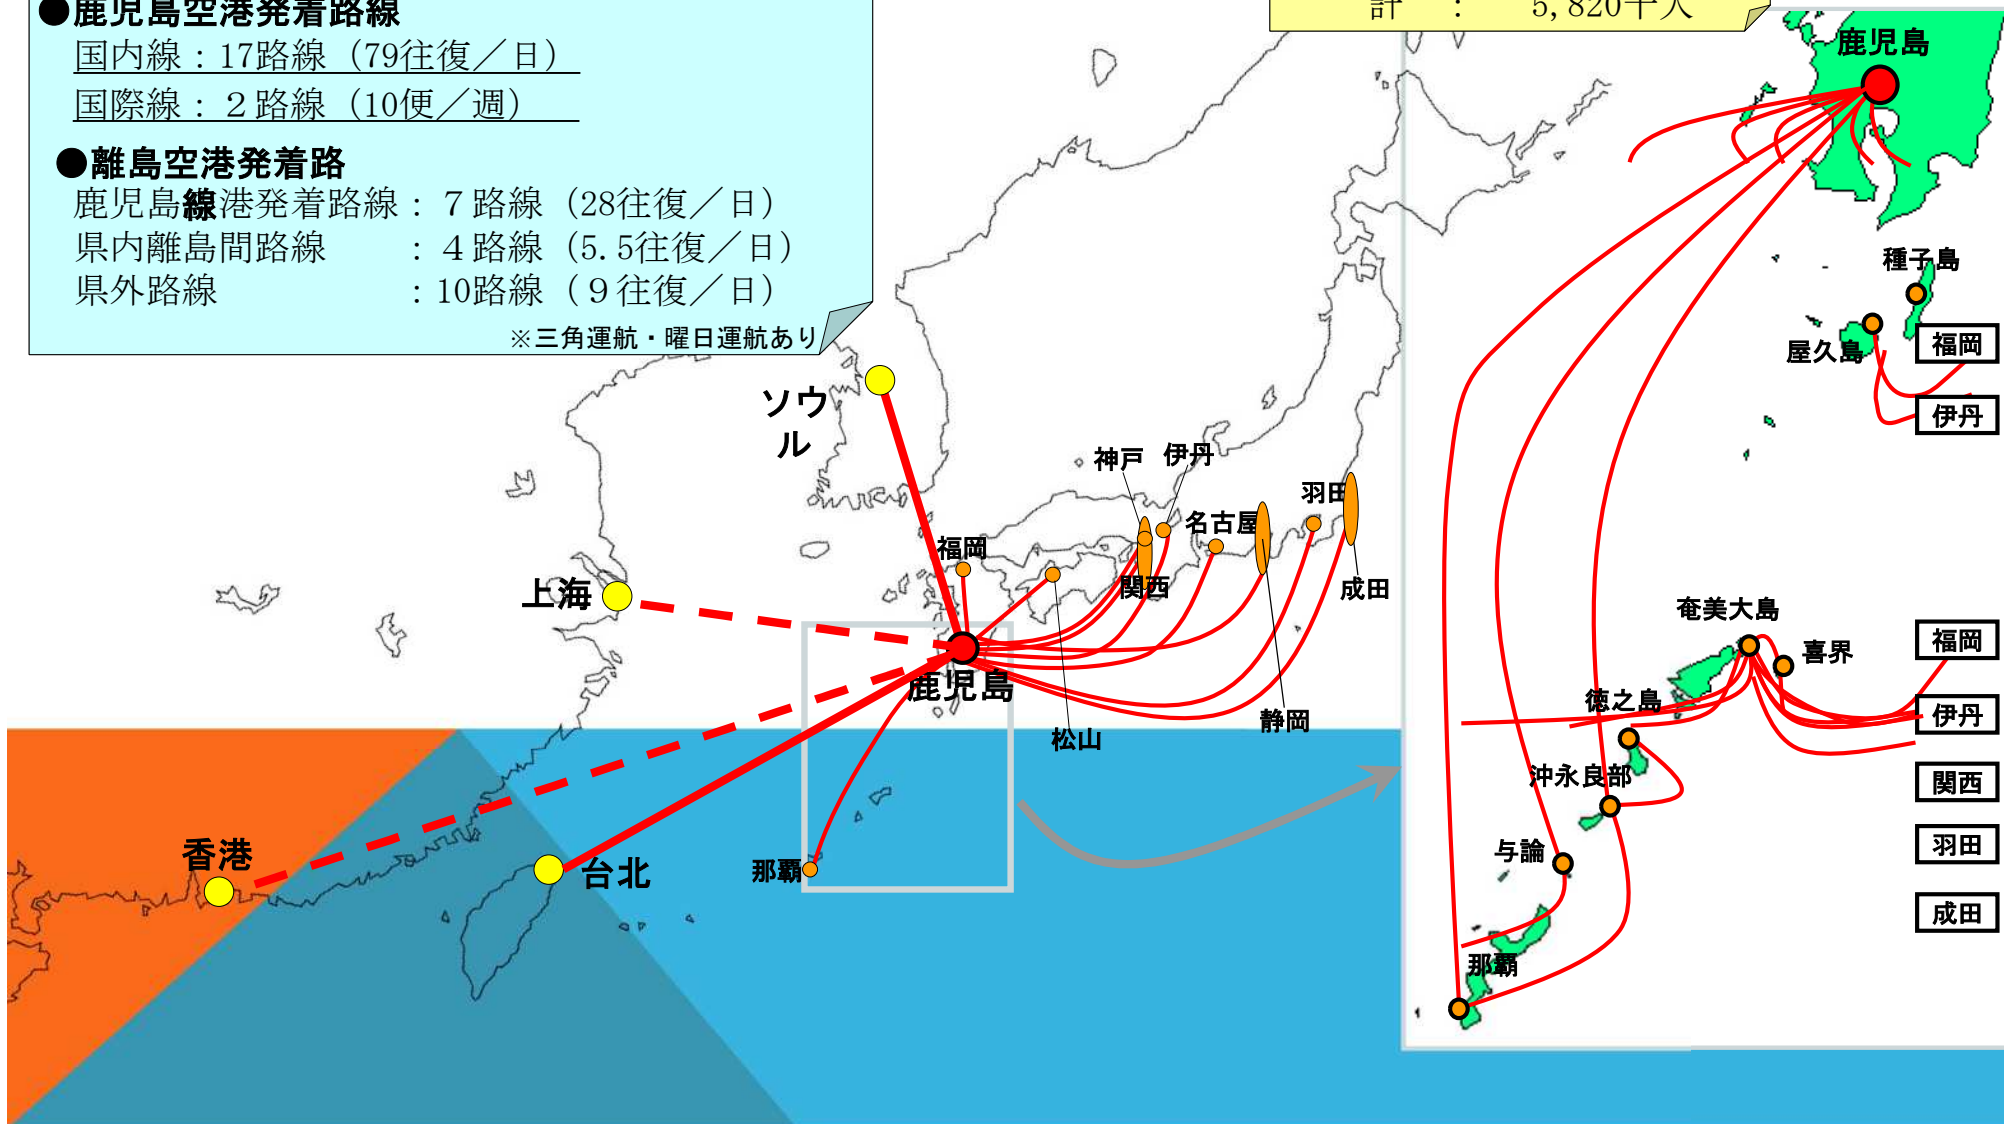 ●鹿児島空港発着路線
国内線：17路線（79往復／日）
国際線：２路線（10便／週）
●離島空港発着路
鹿児島線港発着路線：７路線（28往復／日）
県内離島間路線　：４路線（5.5往復／日）
県外路線　：10路線（９往復／日）
※三角運航・曜日運航あり
計　：　5,820千人
ソウ
ル
上海
香港
台北
福岡
鹿児島
那覇
松山
神戸
伊丹
関西
名古屋
静岡
羽田
成田
鹿児島
種子島
屋久島
福岡
伊丹
奄美大島
喜界
徳之島
沖永良部
与論
那覇
福岡
伊丹
関西
羽田
成田